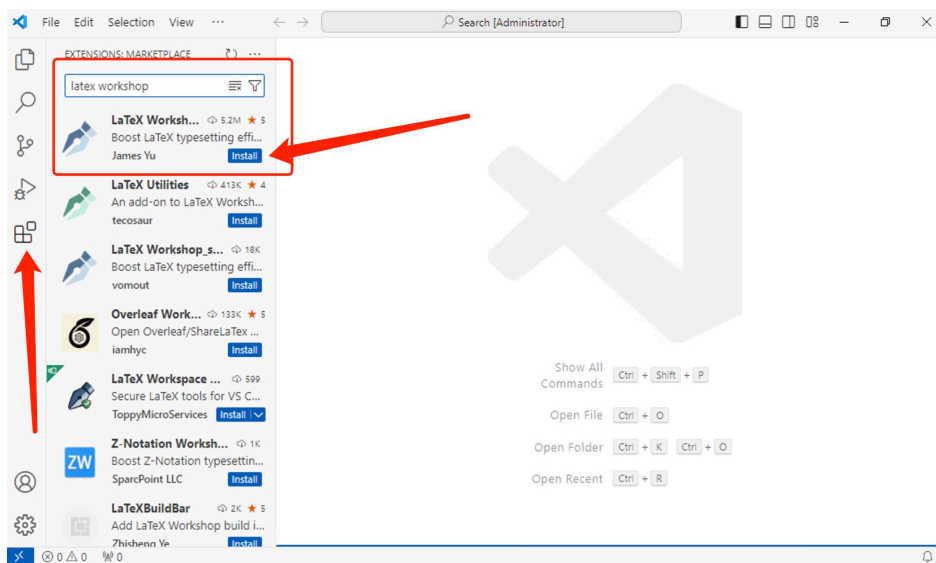 File Edit Selection View ···
Search [Administrator]
EXTENSIONS: MARKETPLACE ···
latex workshop
LaTeX Worksh... 5.2M ★ 5
Boost LaTeX typesetting effi...
James Yu Install
LaTeX Utilities 413K ★ 4
An add-on to LaTeX Worksh...
tecosaur Install
LaTeX Workshop_s... 18K
Boost LaTeX typesetting effi...
vomout Install
Overleaf Work... 133K ★ 5
Open Overleaf/ShareLaTex ...
iamhyc Install
LaTeX Workspace ... 599
Secure LaTeX tools for VS C...
ToppyMicroServices Install
Z-Notation Worksh... 1K
ZW
Boost Z-Notation typesettin...
SparcPoint LLC Install
LaTeXBuildBar 2K ★ 5
Add LaTeX Workshop build i...
Zhisheng Ye Install
Show All Commands Ctrl + Shift + P
Open File Ctrl + O
Open Folder Ctrl + K Ctrl + O
Open Recent Ctrl + R
0 0 0